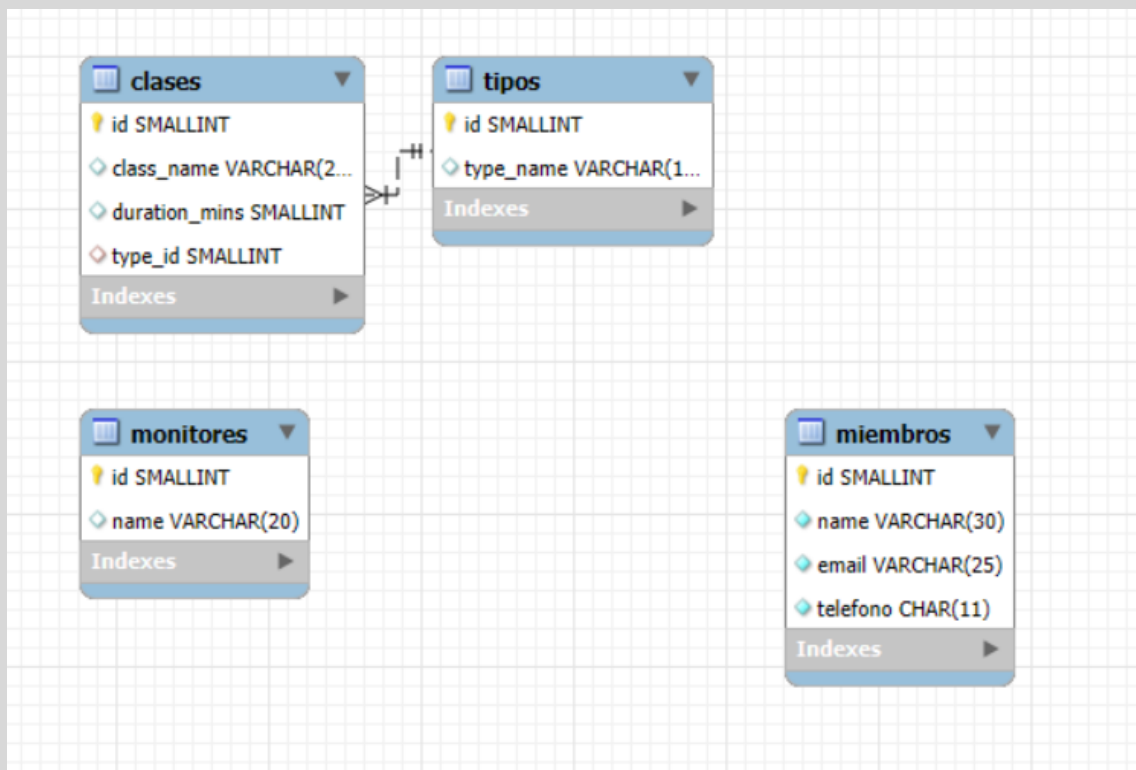 clases
id SMALLINT
class_name VARCHAR(2...
duration_mins SMALLINT
type_id SMALLINT
Indexes
tipos
id SMALLINT
type_name VARCHAR(1...
Indexes
monitores
id SMALLINT
name VARCHAR(20)
Indexes
miembros
id SMALLINT
name VARCHAR(30)
email VARCHAR(25)
telefono CHAR(11)
Indexes